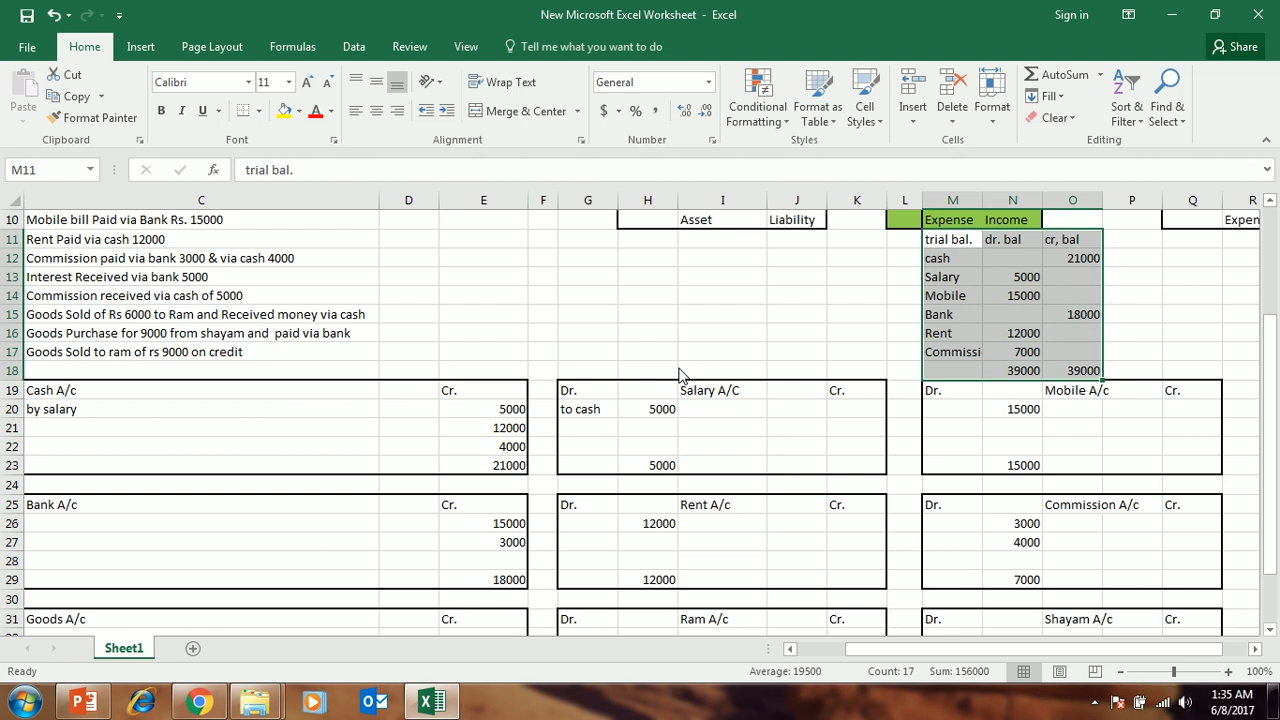 New Microsoft Excel Worksheet - Excel
Sign in
File Home Insert Page Layout Formulas Data Review View Tell me what you want to do Share
Paste Cut Copy Format Painter
Calibri 11 Wrap Text General
B I U Merge & Center $ % ,
Conditional Formatting Format as Table Cell Styles
Insert Delete Format
AutoSum Fill Clear Sort & Filter Find & Select
Clipboard Font Alignment Number Styles Cells Editing
M11 fx trial bal.
C D E F G H I J K L M N O P Q R
10 Mobile bill Paid via Bank Rs. 15000 Asset Liability Expense Income Expen
11 Rent Paid via cash 12000 trial bal. dr. bal cr, bal
12 Commission paid via bank 3000 & via cash 4000 cash 21000
13 Interest Received via bank 5000 Salary 5000
14 Commission received via cash of 5000 Mobile 15000
15 Goods Sold of Rs 6000 to Ram and Received money via cash Bank 18000
16 Goods Purchase for 9000 from shayam and paid via bank Rent 12000
17 Goods Sold to ram of rs 9000 on credit Commissi 7000
18 39000 39000
19 Cash A/c Cr. Dr. Salary A/C Cr. Dr. Mobile A/c Cr.
20 by salary 5000 to cash 5000 15000
21 12000
22 4000
23 21000 5000 15000
24
25 Bank A/c Cr. Dr. Rent A/c Cr. Dr. Commission A/c Cr.
26 15000 12000 3000
27 3000 4000
28
29 18000 12000 7000
30
31 Goods A/c Cr. Dr. Ram A/c Cr. Dr. Shayam A/c Cr.
Sheet1
Ready Average: 19500 Count: 17 Sum: 156000 100%
1:35 AM
6/8/2017